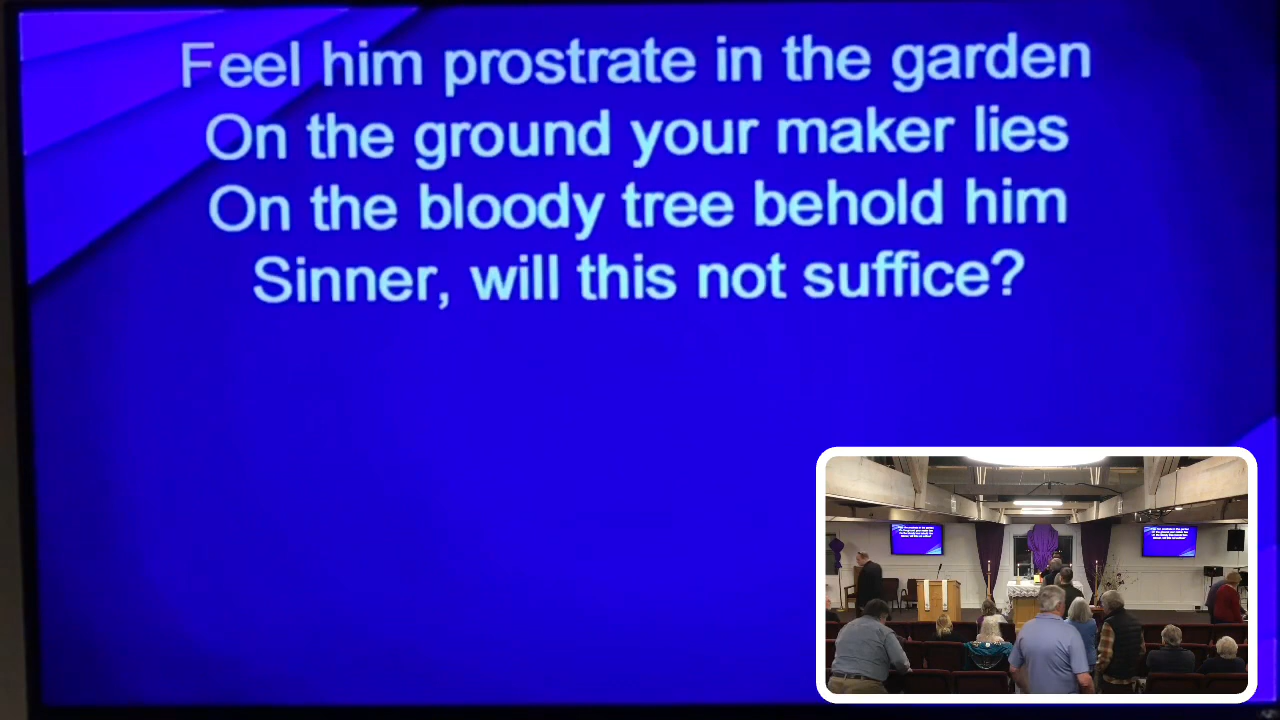 Feel him prostrate in the garden
On the ground your maker lies
On the bloody tree behold him
Sinner, will this not suffice?